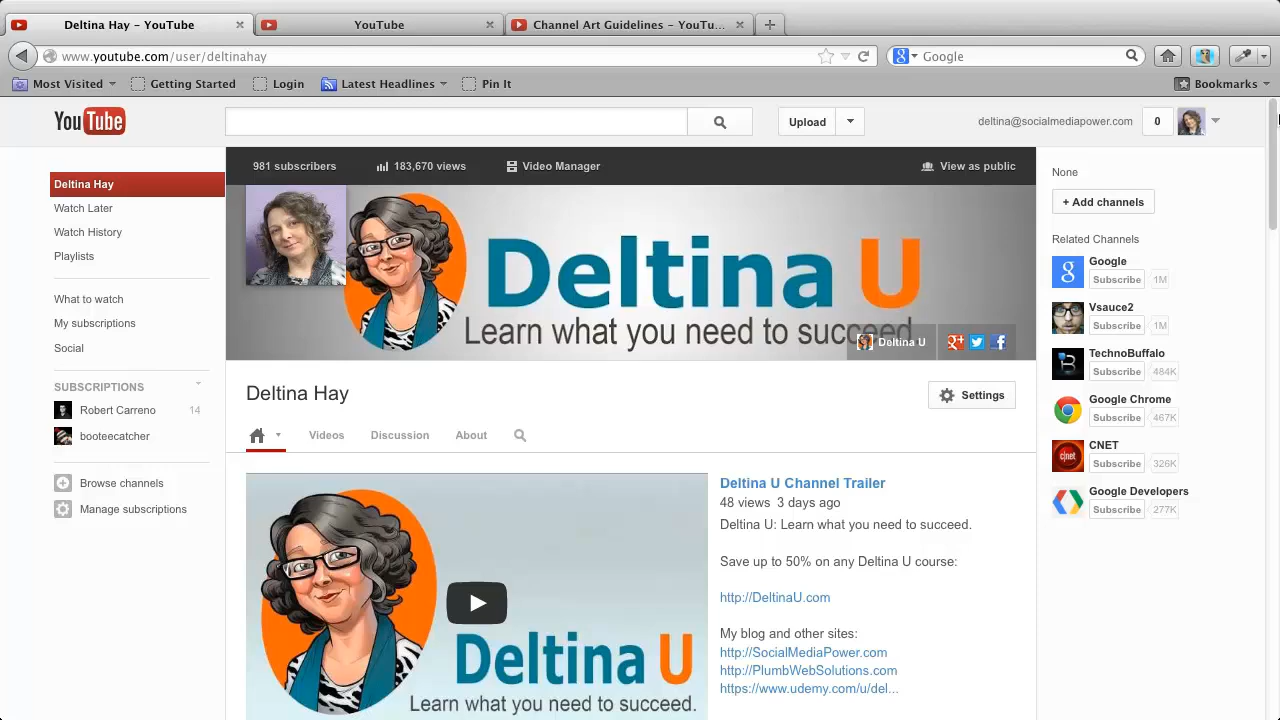 Deltina Hay – YouTube
YouTube
Channel Art Guidelines – YouTu...
www.youtube.com/user/deltinahay
Google
Most Visited
Getting Started
Login
Latest Headlines
Pin It
Bookmarks
YouTube
Upload
deltina@socialmediapower.com
0
Deltina Hay
Watch Later
Watch History
Playlists
What to watch
My subscriptions
Social
SUBSCRIPTIONS
Robert Carreno 14
booteecatcher
Browse channels
Manage subscriptions
981 subscribers
183,670 views
Video Manager
View as public
Deltina U
Learn what you need to succeed.
Deltina U
Deltina Hay
Settings
Videos
Discussion
About
Deltina U
Learn what you need to succeed.
Deltina U Channel Trailer
48 views 3 days ago
Deltina U: Learn what you need to succeed.
Save up to 50% on any Deltina U course:
http://DeltinaU.com
My blog and other sites:
http://SocialMediaPower.com
http://PlumbWebSolutions.com
https://www.udemy.com/u/del...
None
+ Add channels
Related Channels
Google
Subscribe 1M
Vsauce2
Subscribe 1M
TechnoBuffalo
Subscribe 484K
Google Chrome
Subscribe 467K
CNET
c|net
Subscribe 326K
Google Developers
Subscribe 277K